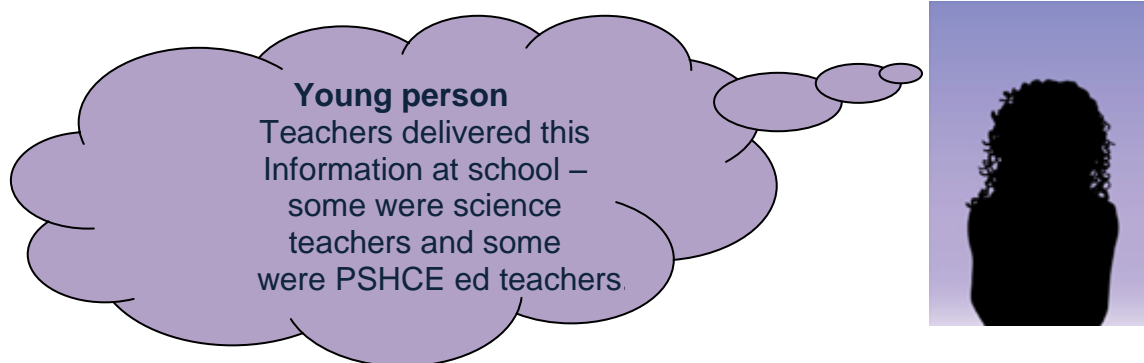 Young person
Teachers delivered this
Information at school –
some were science
teachers and some
were PSHCE ed teachers.